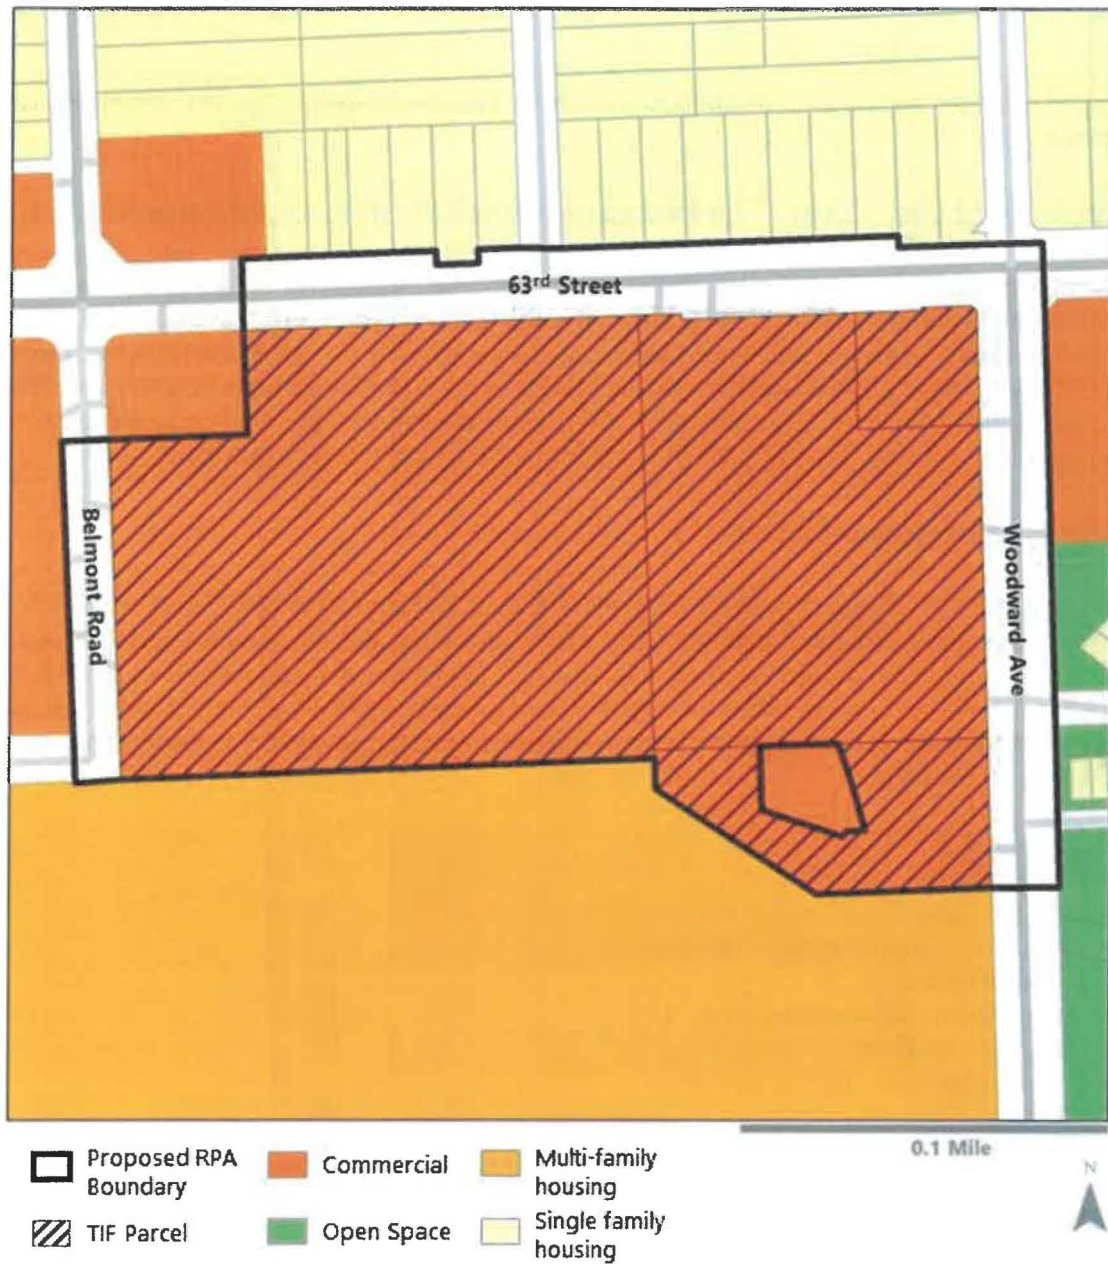 63rd Street
Belmont Road
Woodward Ave
0.1 Mile
N
Proposed RPA
Boundary
Commercial
Multi-family
housing
TIF Parcel
Open Space
Single family
housing